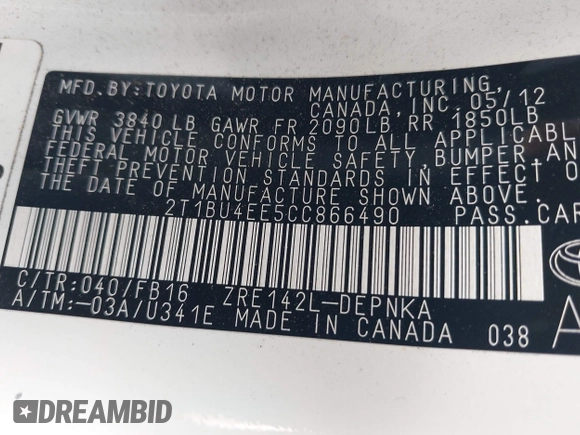 MFD. BY: TOYOTA MOTOR MANUFACTURING,
CANADA, INC. 05/12
GVWR 3840 LB GAWR FR 2090LB RR 1850LB
THIS VEHICLE CONFORMS TO ALL APPLICABL
FEDERAL MOTOR VEHICLE SAFETY, BUMPER, AN
THEFT PREVENTION STANDARDS IN EFFECT O
THE DATE OF MANUFACTURE SHOWN ABOVE.
2T1BU4EE5CC866490 PASS. CAR
C/TR: 040/FB16 ZRE142L-DEPNKA
A/TM: -03A/U341E MADE IN CANADA 038
DREAMBID